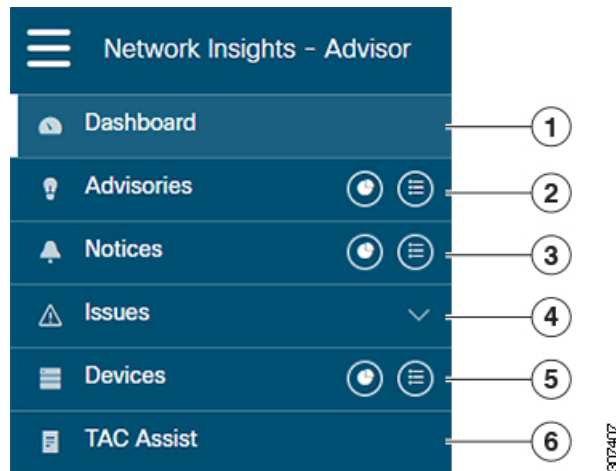 Network Insights - Advisor
Dashboard 1
Advisories 2
Notices 3
Issues 4
Devices 5
TAC Assist 6
307407